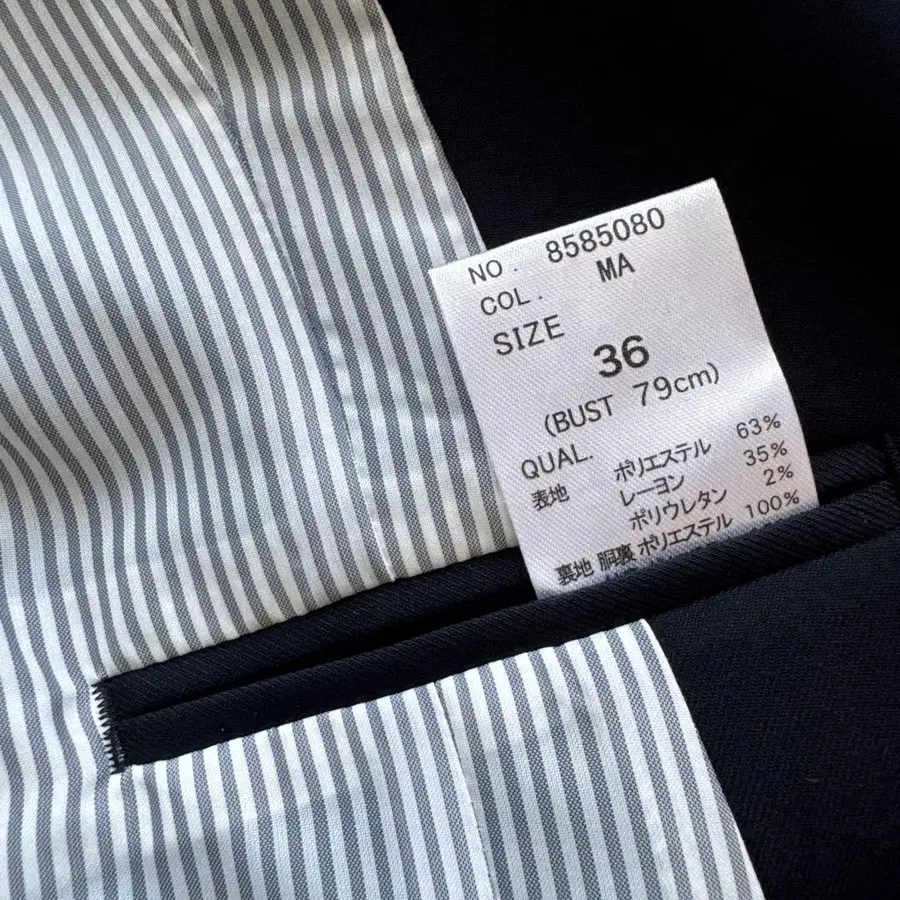 NO. 8585080
COL. MA
SIZE
36
(BUST 79cm)
QUAL.
表地 ポリエステル 63%
レーヨン 35%
ポリウレタン 2%
裏地 胴裏 ポリエステル 100%